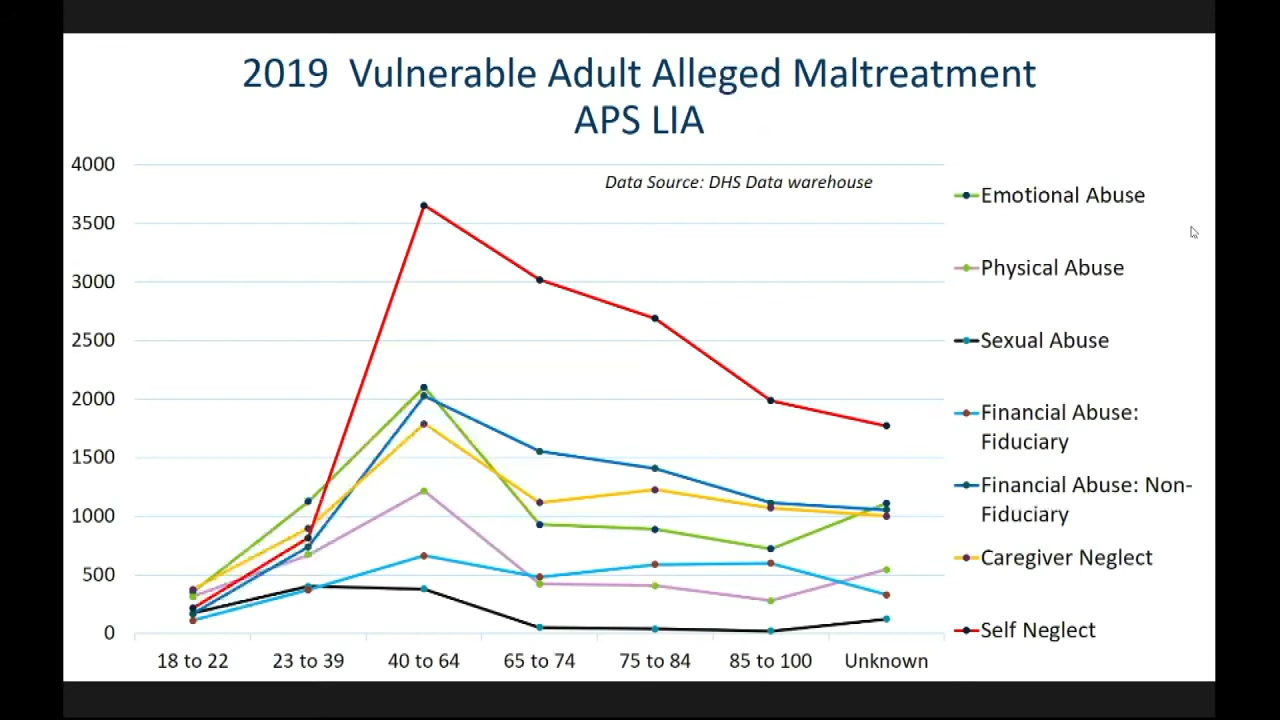 2019 Vulnerable Adult Alleged Maltreatment
APS LIA
Data Source: DHS Data warehouse
4000
3500
3000
2500
2000
1500
1000
500
0
18 to 22
23 to 39
40 to 64
65 to 74
75 to 84
85 to 100
Unknown
Emotional Abuse
Physical Abuse
Sexual Abuse
Financial Abuse:
Fiduciary
Financial Abuse: Non-
Fiduciary
Caregiver Neglect
Self Neglect